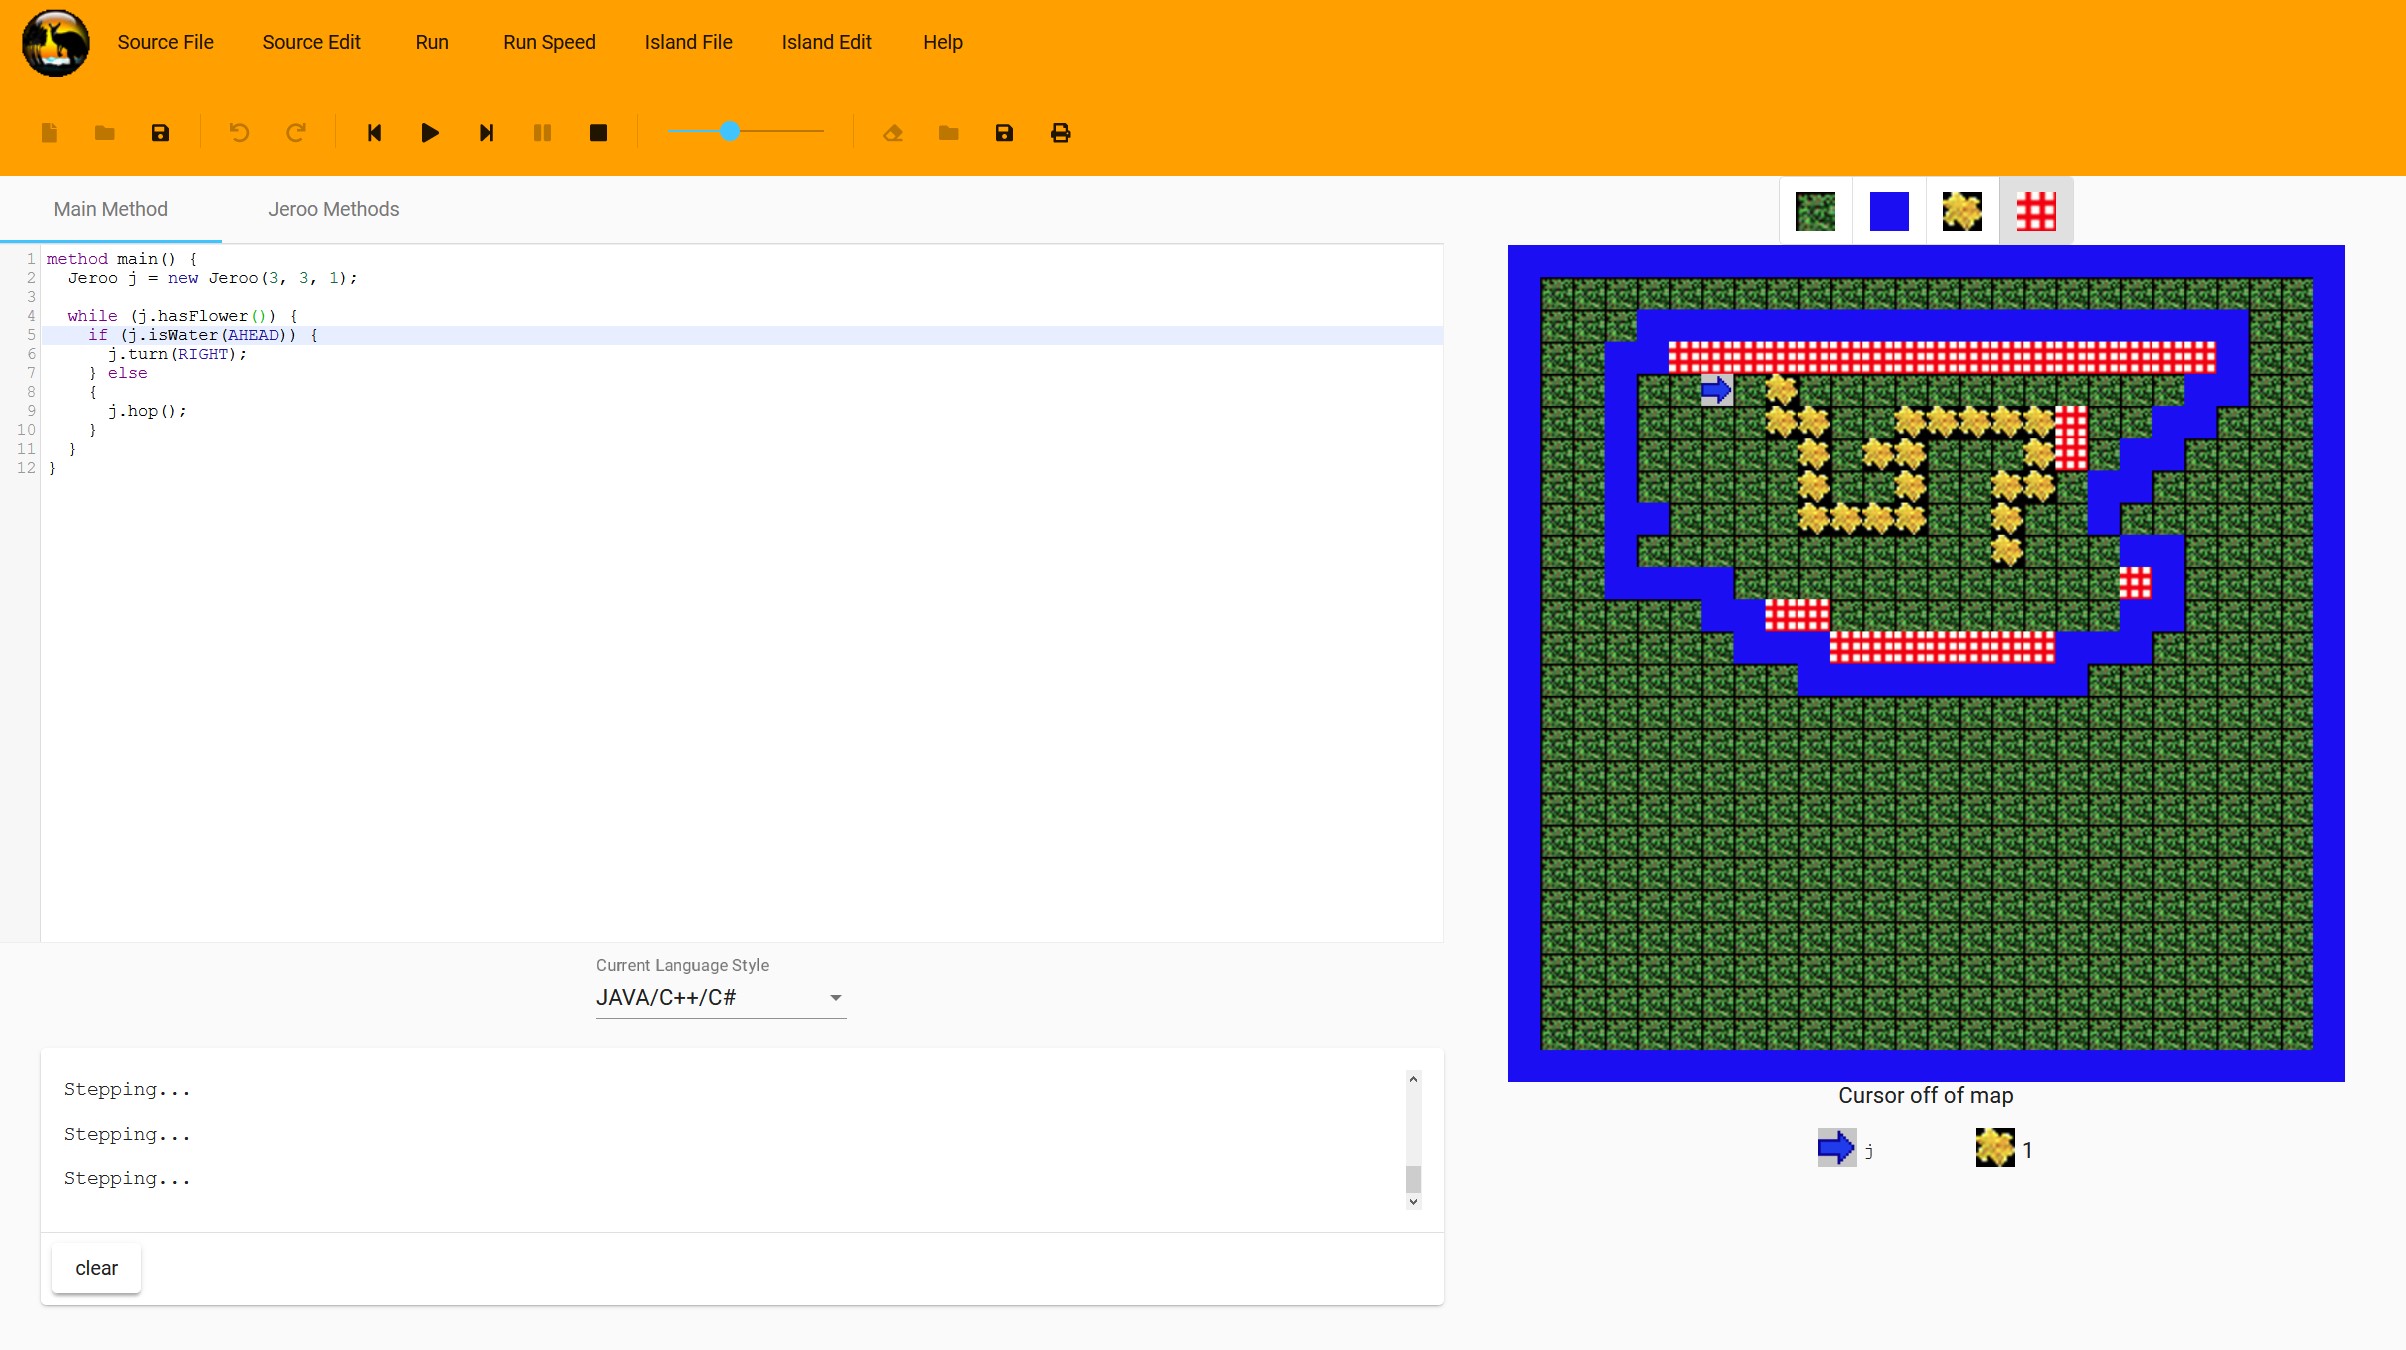 Source File Source Edit Run Run Speed Island File Island Edit Help
Main Method Jeroo Methods
1 method main() {
2   Jeroo j = new Jeroo(3, 3, 1);
3
4   while (j.hasFlower()) {
5     if (j.isWater(AHEAD)) {
6       j.turn(RIGHT);
7     } else
8     {
9       j.hop();
10     }
11   }
12 }
Current Language Style
JAVA/C++/C#
Stepping...
Stepping...
Stepping...
clear
Cursor off of map
j 1